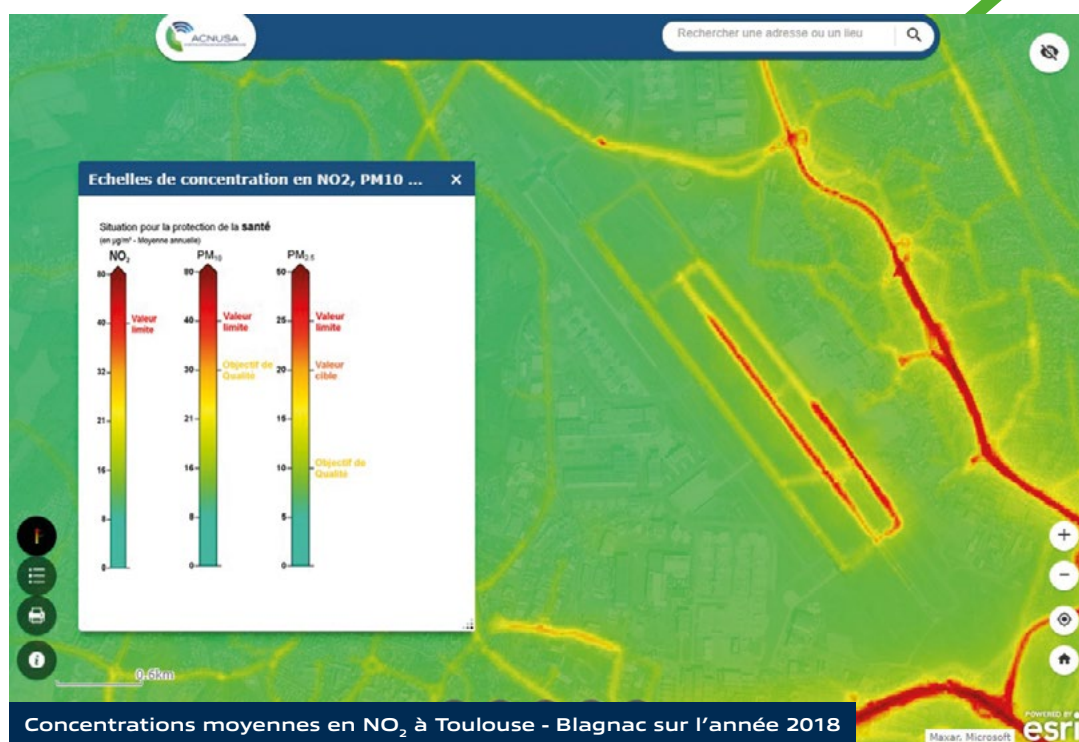 ACNUSA
Rechercher une adresse ou un lieu
Echelles de concentration en NO2, PM10 ...
Situation pour la protection de la santé
(en µg/m³ - Moyenne annuelle)
NO₂ PM₁₀ PM₂.₅
80 80 50
40 Valeur limite 40 Valeur limite 25 Valeur limite
32 30 Objectif de Qualité 20 Valeur cible
21 21 15
16 16 10 Objectif de Qualité
8 8 5
0 0 0
0.6km
Concentrations moyennes en NO₂ à Toulouse - Blagnac sur l'année 2018
POWERED BY
esri
Maxar, Microsoft